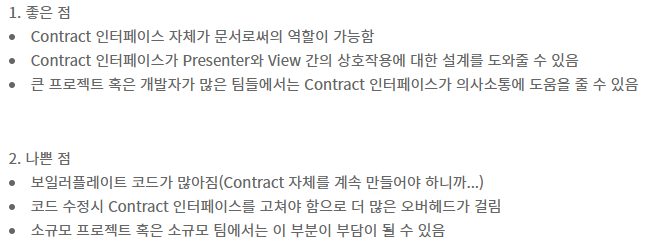 1. 좋은 점
● Contract 인터페이스 자체가 문서로써의 역할이 가능함
● Contract 인터페이스가 Presenter와 View 간의 상호작용에 대한 설계를 도와줄 수 있음
● 큰 프로젝트 혹은 개발자가 많은 팀들에서는 Contract 인터페이스가 의사소통에 도움을 줄 수 있음
2. 나쁜 점
● 보일러플레이트 코드가 많아짐(Contract 자체를 계속 만들어야 하니까...)
● 코드 수정시 Contract 인터페이스를 고쳐야 함으로 더 많은 오버헤드가 걸림
● 소규모 프로젝트 혹은 소규모 팀에서는 이 부분이 부담이 될 수 있음